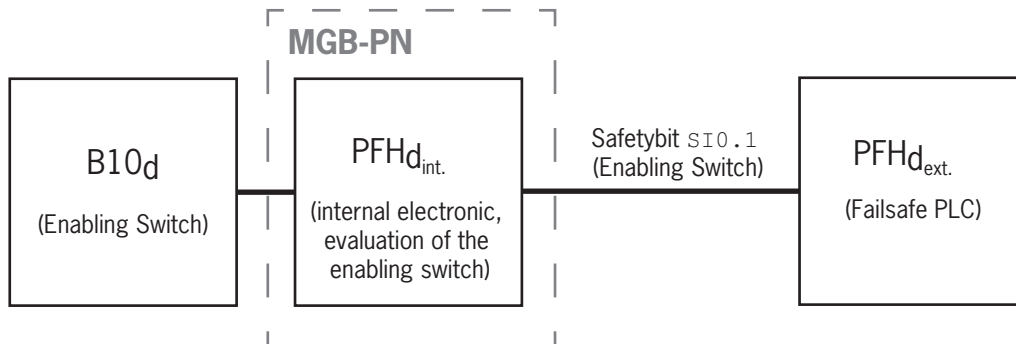 MGB-PN
B10d
(Enabling Switch)
PFHdint.
(internal electronic,
evaluation of the
enabling switch)
Safetybit SI0.1
(Enabling Switch)
PFHdext.
(Failsafe PLC)